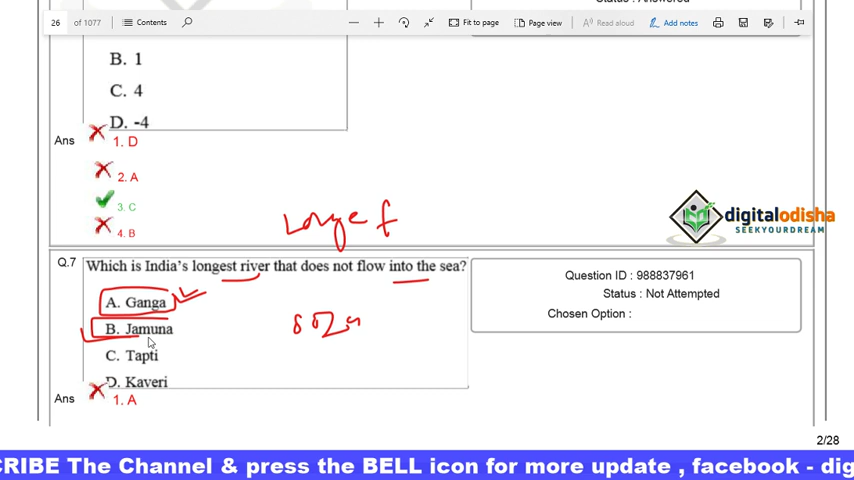 26 of 1077 Contents Fit to page Page view Read aloud Add notes
Status : Answered
B. 1
C. 4
D. -4
Ans
1. D
2. A
3. C
4. B
digitalodisha
SEEKYOURDREAM
Q.7 Which is India's longest river that does not flow into the sea?
A. Ganga
B. Jamuna
C. Tapti
D. Kaveri
Question ID : 988837961
Status : Not Attempted
Chosen Option :
Ans
1. A
2/28
CRIBE The Channel & press the BELL icon for more update , facebook - dig